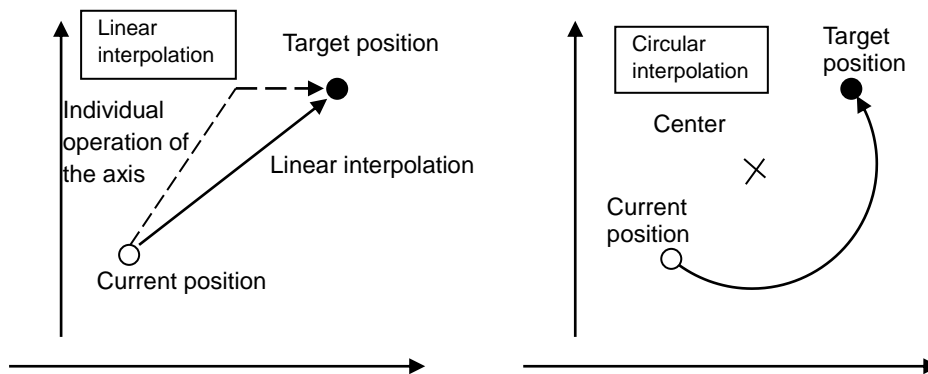 Linear
interpolation
Target position
Individual
operation of
the axis
Linear interpolation
Current position
Circular
interpolation
Target
position
Center
Current
position